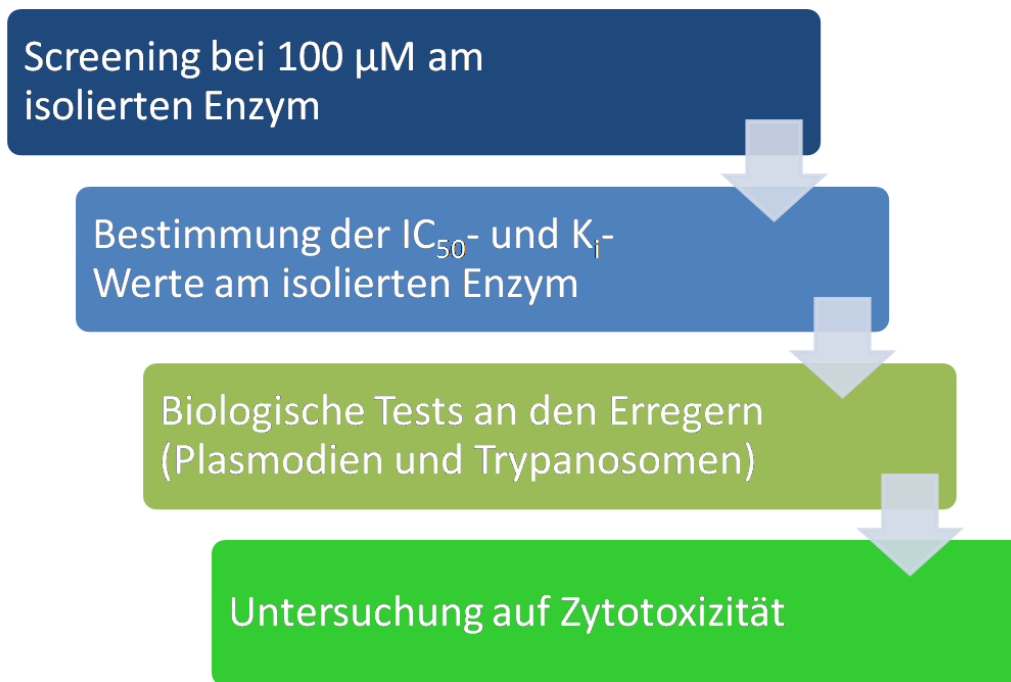 Screening bei 100 µM am
isolierten Enzym
Bestimmung der IC₅₀- und Kᵢ-
Werte am isolierten Enzym
Biologische Tests an den Erregern
(Plasmodien und Trypanosomen)
Untersuchung auf Zytotoxizität